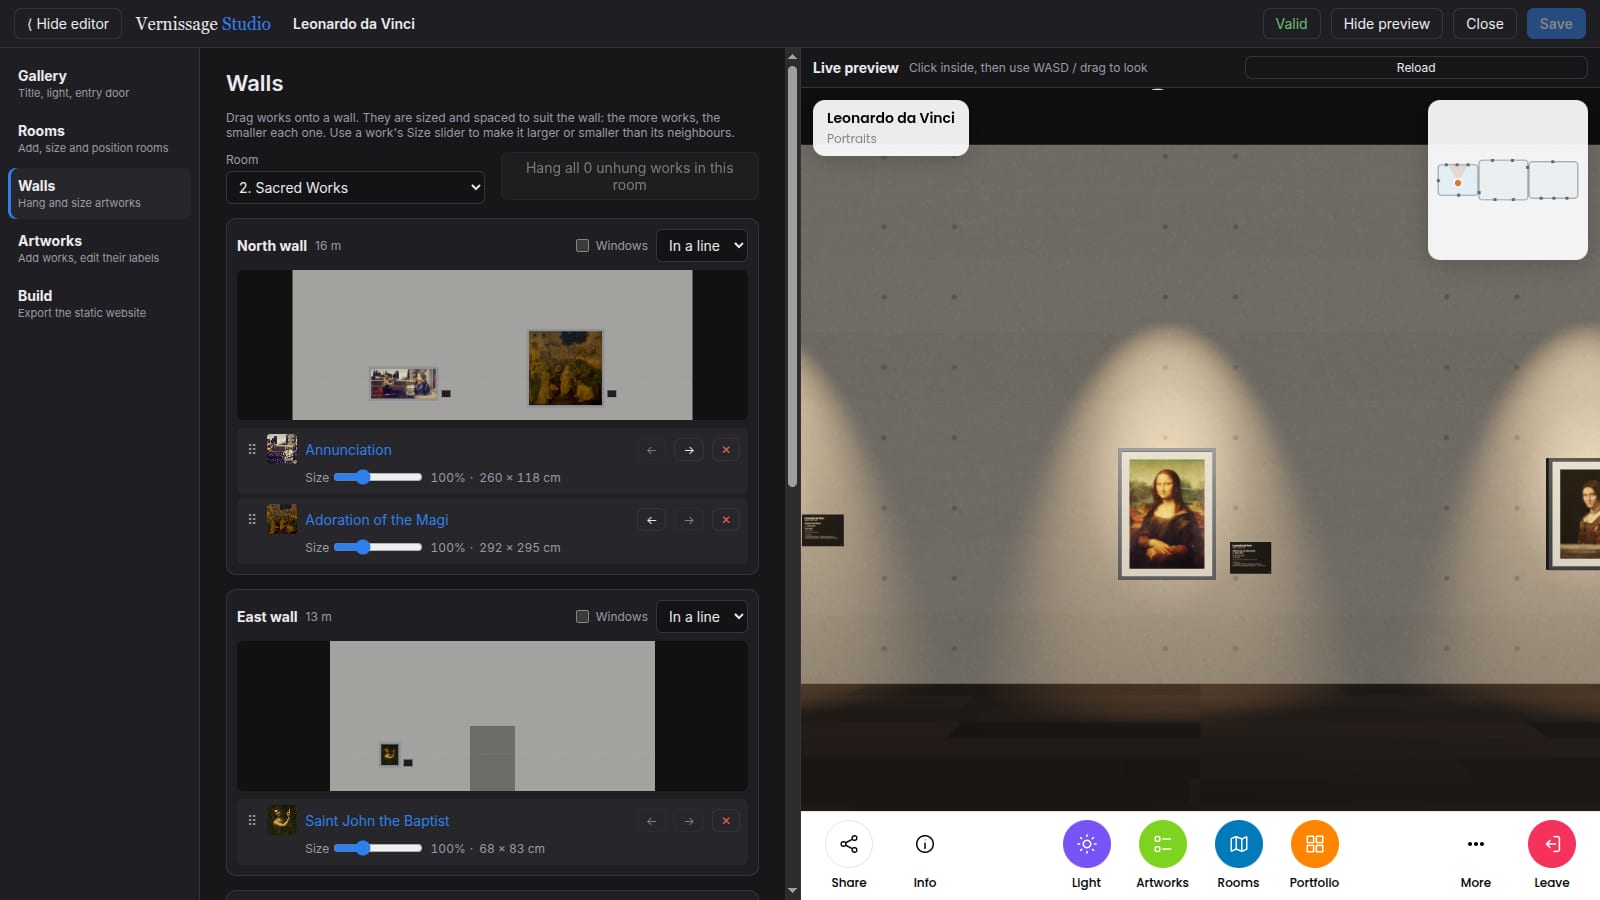 ⟨ Hide editor
Vernissage Studio
Leonardo da Vinci
Valid
Hide preview
Close
Save
Gallery
Title, light, entry door
Rooms
Add, size and position rooms
Walls
Hang and size artworks
Artworks
Add works, edit their labels
Build
Export the static website
Walls
Drag works onto a wall. They are sized and spaced to suit the wall: the more works, the
smaller each one. Use a work's Size slider to make it larger or smaller than its neighbours.
Room
2. Sacred Works
Hang all 0 unhung works in this
room
North wall 16 m
Windows
In a line
Annunciation
← → ×
Size 100% · 260 × 118 cm
Adoration of the Magi
← → ×
Size 100% · 292 × 295 cm
East wall 13 m
Windows
In a line
Saint John the Baptist
← → ×
Size 100% · 68 × 83 cm
Live preview
Click inside, then use WASD / drag to look
Reload
Leonardo da Vinci
Portraits
Share
Info
Light
Artworks
Rooms
Portfolio
More
Leave